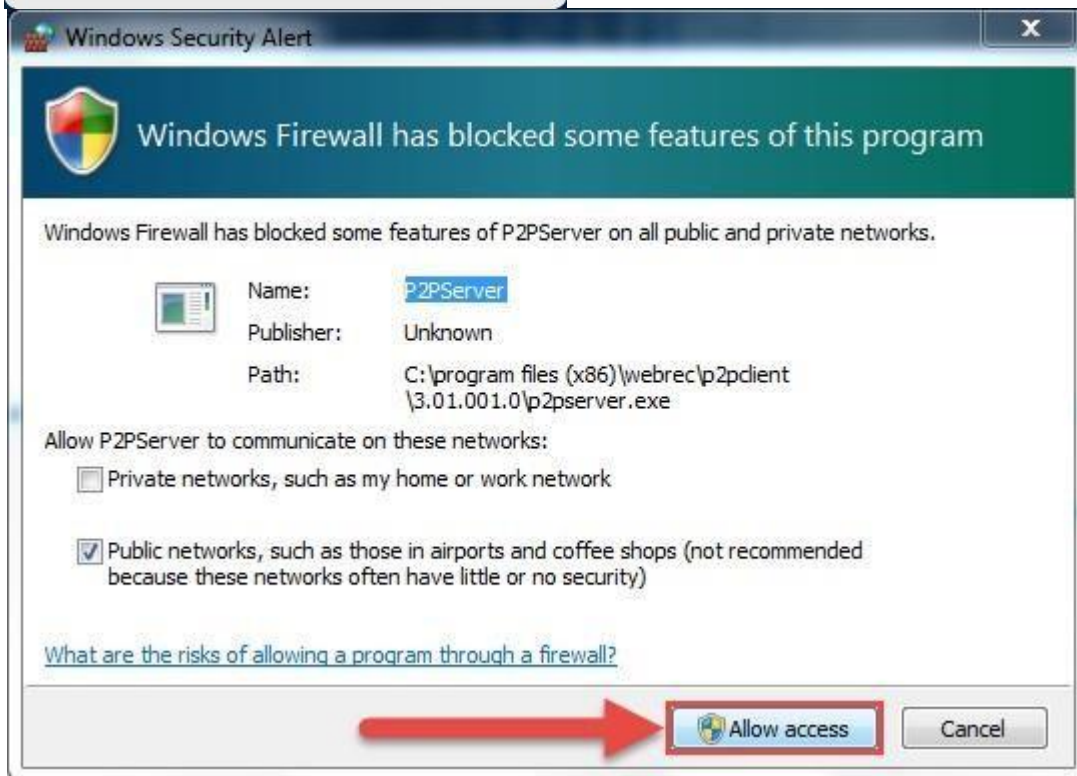 Windows Security Alert
x
Windows Firewall has blocked some features of this program
Windows Firewall has blocked some features of P2PServer on all public and private networks.
Name: P2PServer
Publisher: Unknown
Path: C:\program files (x86)\webrec\p2pclient
\3.01.001.0\p2pserver.exe
Allow P2PServer to communicate on these networks:
Private networks, such as my home or work network
Public networks, such as those in airports and coffee shops (not recommended
because these networks often have little or no security)
What are the risks of allowing a program through a firewall?
Allow access Cancel